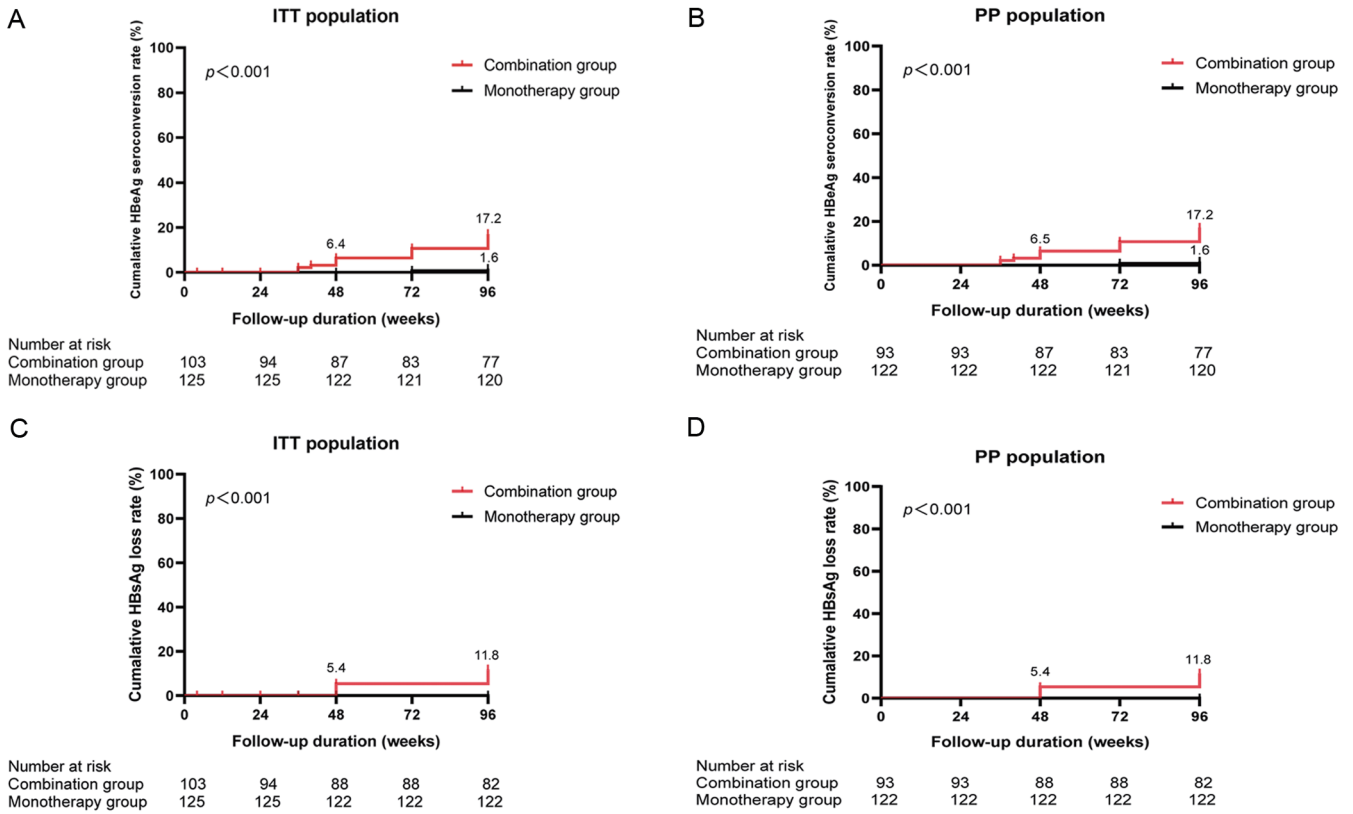 A
ITT population
Cumalative HBeAg seroconversion rate (%)
100
80
60
40
20
0
p<0.001
Combination group
Monotherapy group
6.4
17.2
1.6
0 24 48 72 96
Follow-up duration (weeks)
Number at risk
Combination group 103 94 87 83 77
Monotherapy group 125 125 122 121 120
B
PP population
Cumalative HBeAg seroconversion rate (%)
100
80
60
40
20
0
p<0.001
Combination group
Monotherapy group
6.5
17.2
1.6
0 24 48 72 96
Follow-up duration (weeks)
Number at risk
Combination group 93 93 87 83 77
Monotherapy group 122 122 122 121 120
C
ITT population
Cumalative HBsAg loss rate (%)
100
80
60
40
20
0
p<0.001
Combination group
Monotherapy group
5.4
11.8
0 24 48 72 96
Follow-up duration (weeks)
Number at risk
Combination group 103 94 88 88 82
Monotherapy group 125 125 122 122 122
D
PP population
Cumalative HBsAg loss rate (%)
100
80
60
40
20
0
p<0.001
Combination group
Monotherapy group
5.4
11.8
0 24 48 72 96
Follow-up duration (weeks)
Number at risk
Combination group 93 93 88 88 82
Monotherapy group 122 122 122 122 122